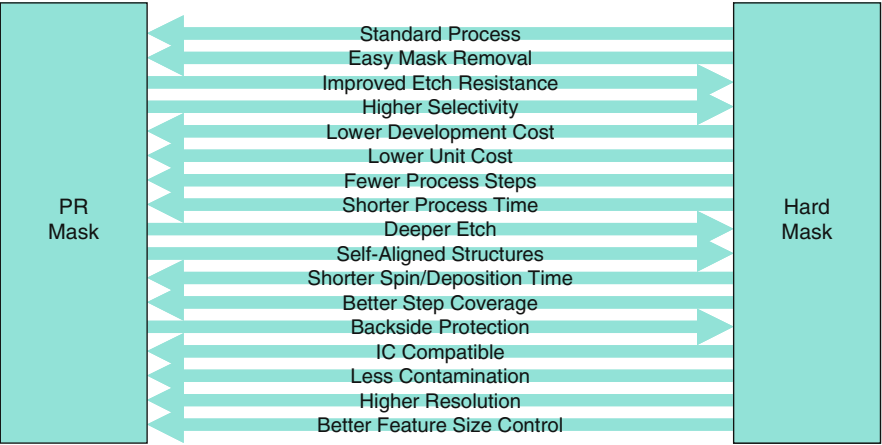 Standard Process
Easy Mask Removal
Improved Etch Resistance
Higher Selectivity
Lower Development Cost
Lower Unit Cost
Fewer Process Steps
Shorter Process Time
PR
Mask
Deeper Etch
Hard
Mask
Self-Aligned Structures
Shorter Spin/Deposition Time
Better Step Coverage
Backside Protection
IC Compatible
Less Contamination
Higher Resolution
Better Feature Size Control